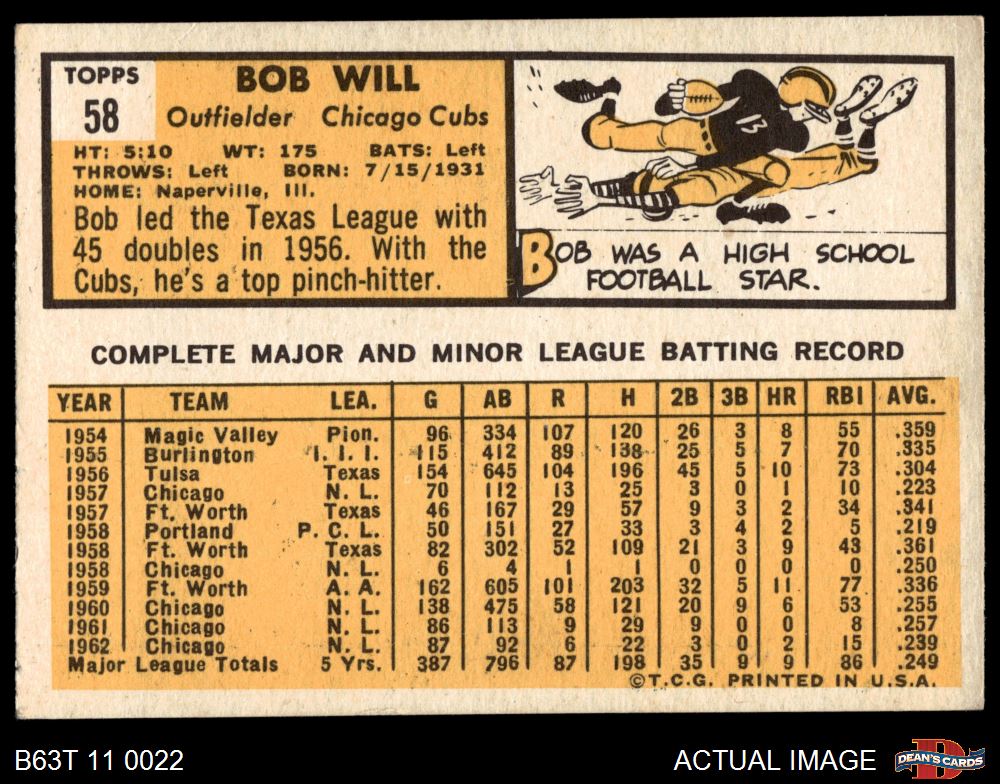 TOPPS
58
BOB WILL
Outfielder Chicago Cubs
HT: 5:10 WT: 175 BATS: Left
THROWS: Left BORN: 7/15/1931
HOME: Naperville, Ill.
Bob led the Texas League with
45 doubles in 1956. With the
Cubs, he's a top pinch-hitter.
13
BOB WAS A HIGH SCHOOL
FOOTBALL STAR.
COMPLETE MAJOR AND MINOR LEAGUE BATTING RECORD
YEAR TEAM LEA. G AB R H 2B 3B HR RBI AVG.
1954 Magic Valley Pion. 96 334 107 120 26 3 8 55 .359
1955 Burlington I. I. I. 115 412 89 138 25 5 7 70 .335
1956 Tulsa Texas 154 645 104 196 45 5 10 73 .304
1957 Chicago N. L. 70 112 13 25 3 0 1 10 .223
1957 Ft. Worth Texas 46 167 29 57 9 3 2 34 .341
1958 Portland P. C. L. 50 151 27 33 3 4 2 5 .219
1958 Ft. Worth Texas 82 302 52 109 21 3 9 43 .361
1958 Chicago N. L. 6 4 1 1 0 0 0 0 .250
1959 Ft. Worth A. A. 162 605 101 203 32 5 11 77 .336
1960 Chicago N. L. 138 475 58 121 20 9 6 53 .255
1961 Chicago N. L. 86 113 9 29 9 0 0 8 .257
1962 Chicago N. L. 87 92 6 22 3 0 2 15 .239
Major League Totals 5 Yrs. 387 796 87 198 35 9 9 86 .249
©T.C.G. PRINTED IN U.S.A.
B63T 11 0022
ACTUAL IMAGE
D
DEAN'S CARDS